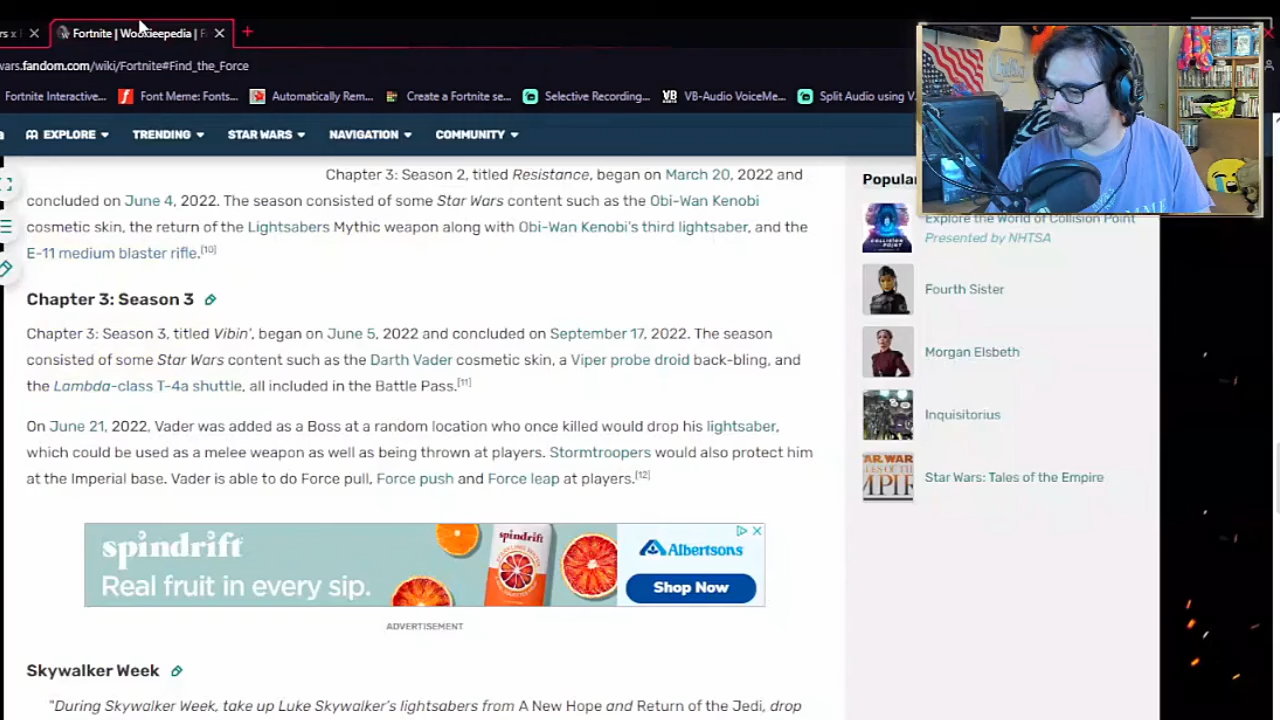 rs x
Fortnite | Wookieepedia | F
wars.fandom.com/wiki/Fortnite#Find_the_Force
Fortnite Interactive...
Font Meme: Fonts...
Automatically Rem...
Create a Fortnite se...
Selective Recording...
VB-Audio VoiceMe...
Split Audio using V
EXPLORE
TRENDING
STAR WARS
NAVIGATION
COMMUNITY
Chapter 3: Season 2, titled Resistance, began on March 20, 2022 and
concluded on June 4, 2022. The season consisted of some Star Wars content such as the Obi-Wan Kenobi
cosmetic skin, the return of the Lightsabers Mythic weapon along with Obi-Wan Kenobi's third lightsaber, and the
E-11 medium blaster rifle.[10]
Chapter 3: Season 3
Chapter 3: Season 3, titled Vibin', began on June 5, 2022 and concluded on September 17, 2022. The season
consisted of some Star Wars content such as the Darth Vader cosmetic skin, a Viper probe droid back-bling, and
the Lambda-class T-4a shuttle, all included in the Battle Pass.[11]
On June 21, 2022, Vader was added as a Boss at a random location who once killed would drop his lightsaber,
which could be used as a melee weapon as well as being thrown at players. Stormtroopers would also protect him
at the Imperial base. Vader is able to do Force pull, Force push and Force leap at players.[12]
spindrift
Real fruit in every sip.
spindrift
Albertsons
Shop Now
ADVERTISEMENT
Skywalker Week
"During Skywalker Week, take up Luke Skywalker's lightsabers from A New Hope and Return of the Jedi, drop
Popular
Explore the World of Collision Point
Presented by NHTSA
COLLISION
Fourth Sister
Morgan Elsbeth
Inquisitorius
Star Wars: Tales of the Empire